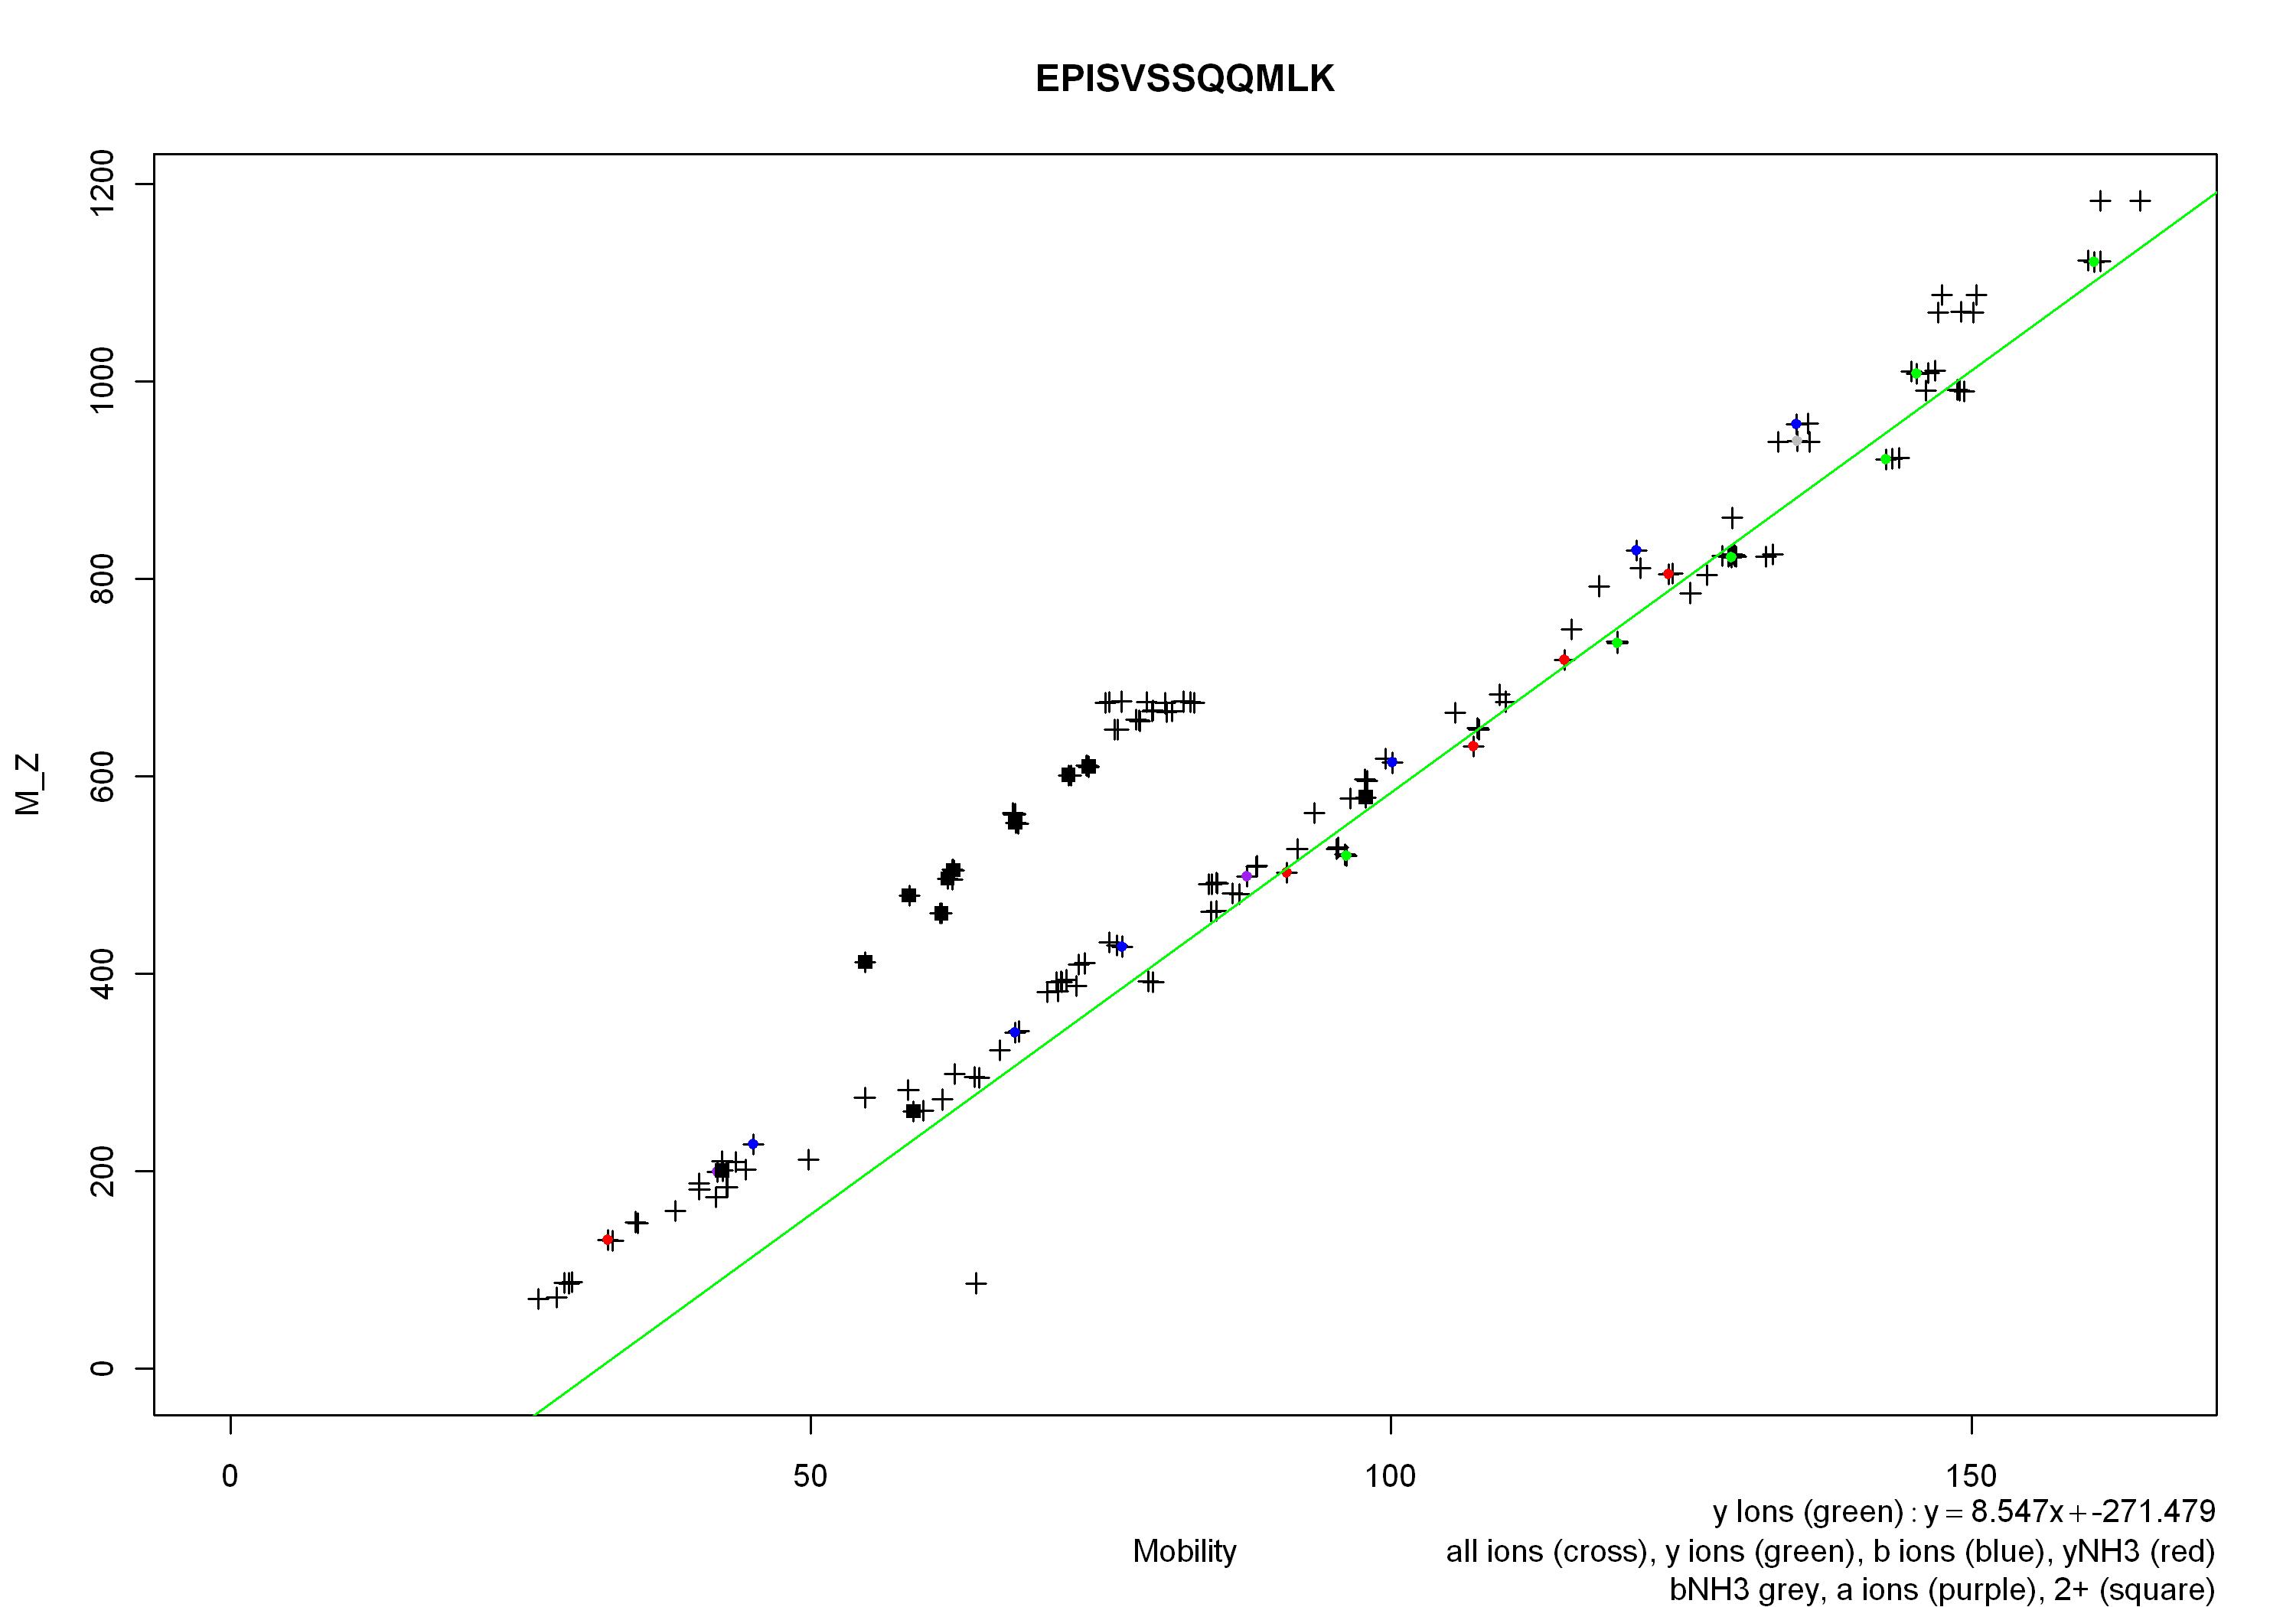 EPISVSSQQMLK
1200
1000
800
600
400
200
0
M_Z
0 50 100 150
y Ions (green) : y = 8.547x + -271.479
Mobility
all ions (cross), y ions (green), b ions (blue), yNH3 (red)
bNH3 grey, a ions (purple), 2+ (square)